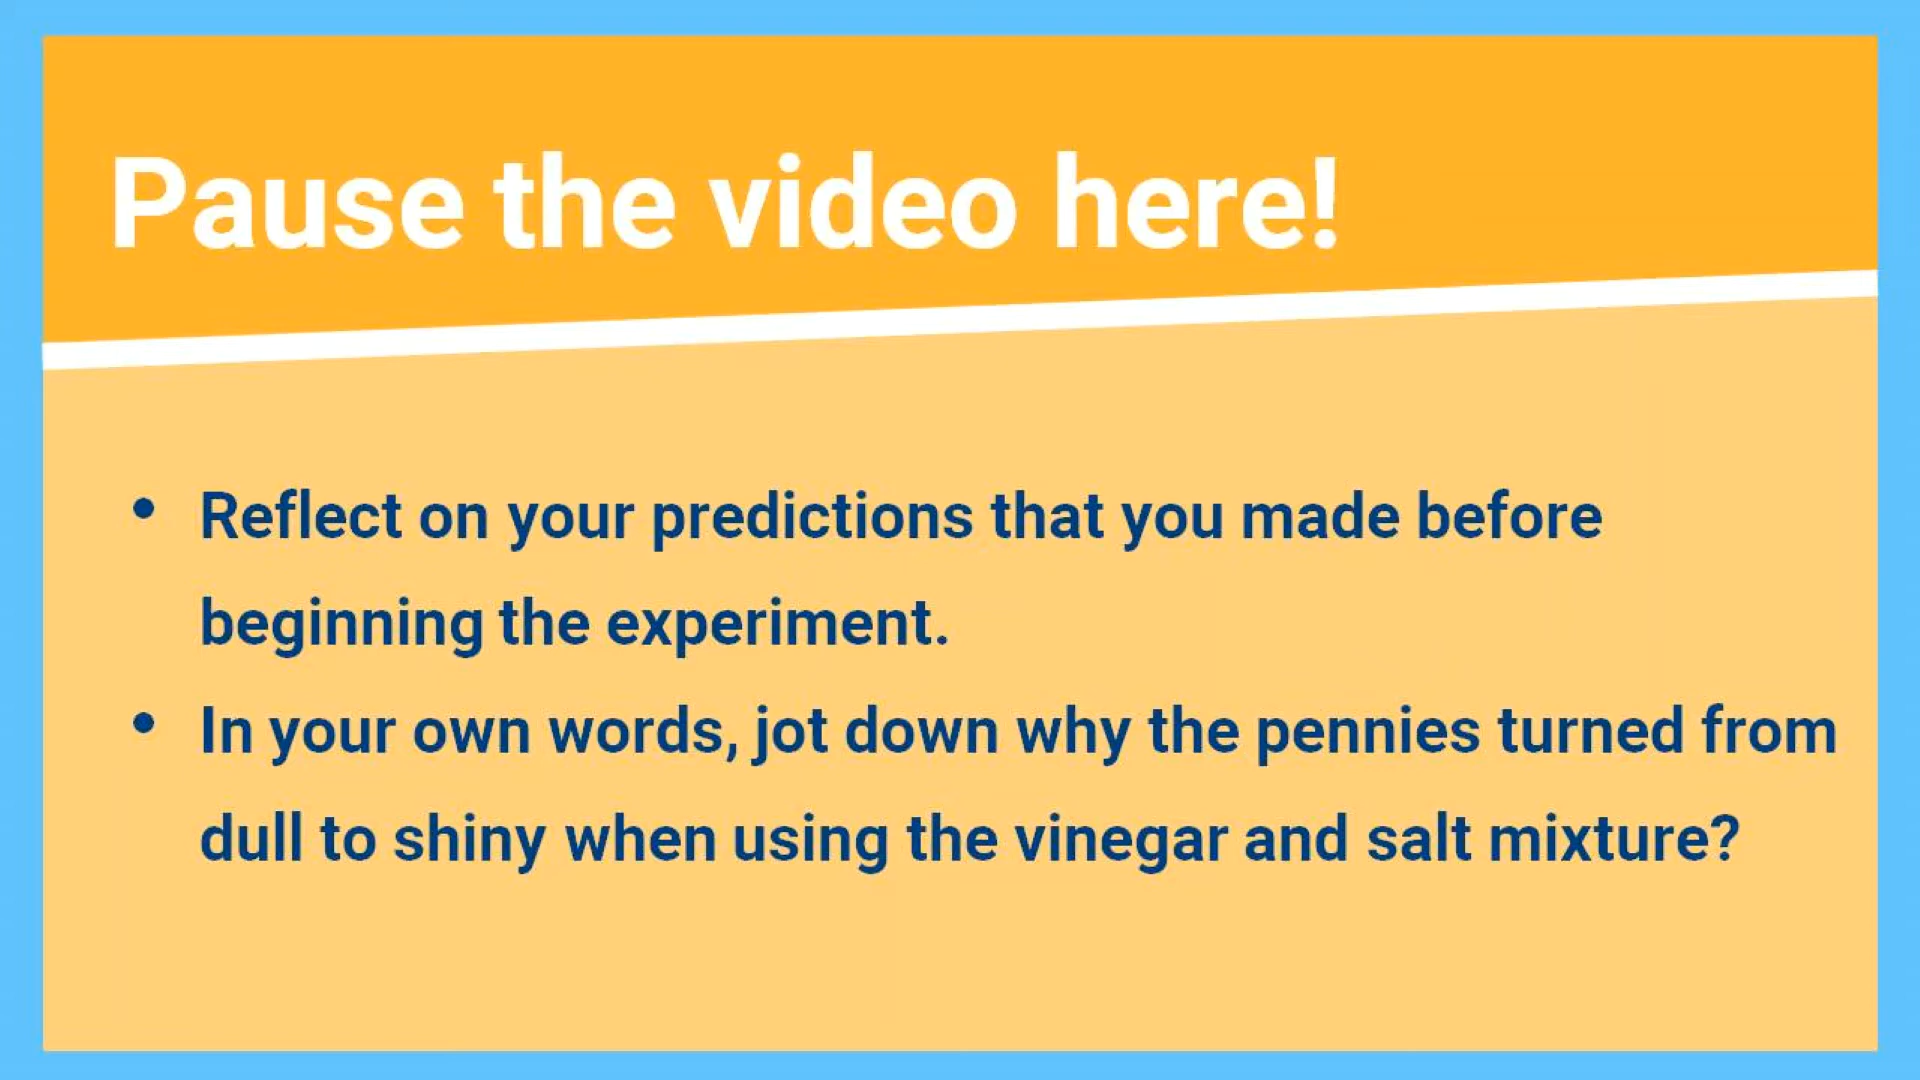 Pause the video here!
• Reflect on your predictions that you made before
beginning the experiment.
• In your own words, jot down why the pennies turned from
dull to shiny when using the vinegar and salt mixture?